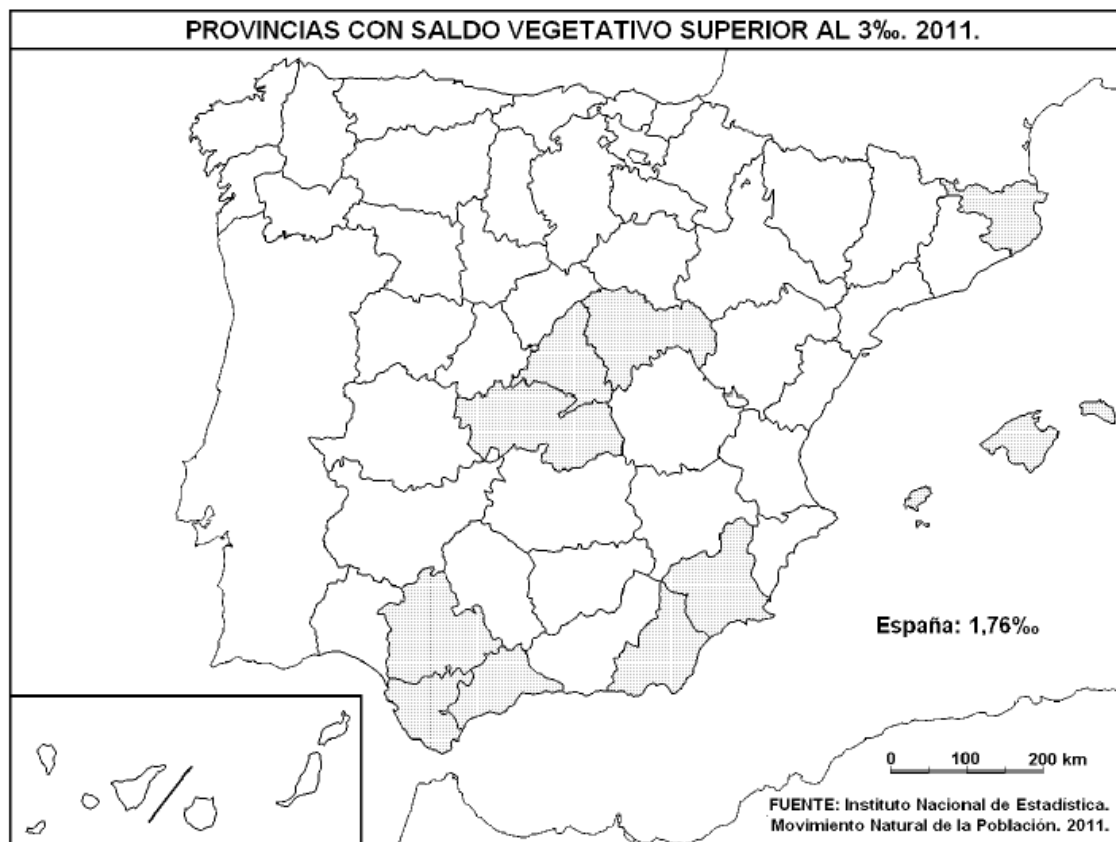 PROVINCIAS CON SALDO VEGETATIVO SUPERIOR AL 3‰. 2011.
España: 1,76‰
0 100 200 km
FUENTE: Instituto Nacional de Estadística.
Movimiento Natural de la Población. 2011.